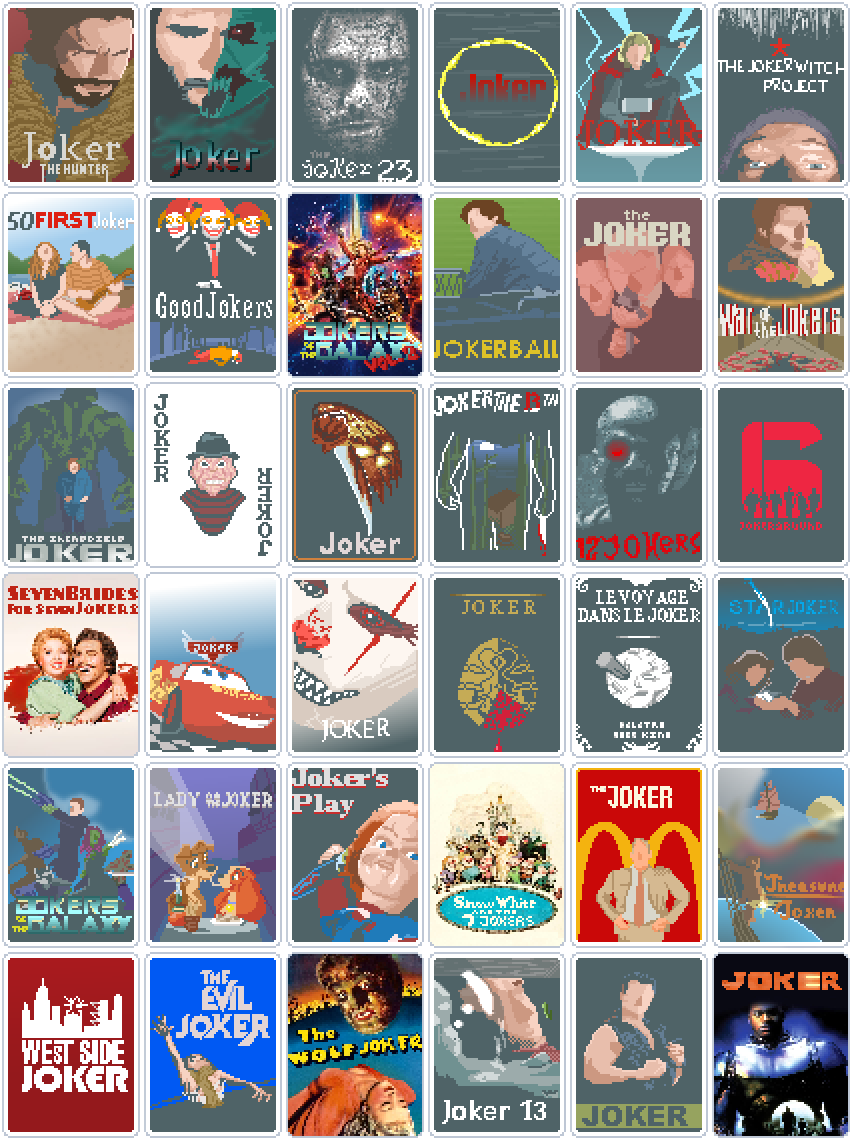 Joker
THE HUNTER
Joker
THE
Joker 23
Joker
JOKER
THE JOKERWITCH
PROJECT
50 FIRST Joker
Good Jokers
JOKERS
OF THE GALAXY
VOL. 2
JOKERBALL
the
JOKER
War of the Jokers
THE INCREDIBLE
JOKER
JOKER
JOKER
Joker
JOKER THE 13TH
12 JOKERS
6
JOKERGROUND
SEVEN BRIDES
FOR SEVEN JOKERS
JOKER
JOKER
JOKER
LE VOYAGE
DANS LE JOKER
STAR JOKER
JOKERS
OF THE GALAXY
LADY AND THE JOKER
Joker's
Play
Snow White
AND THE
7 JOKERS
THE JOKER
Treasure
Joker
WEST SIDE
JOKER
THE
EVIL
JOKER
The
WOLF JOKER
Joker 13
JOKER
JOKER